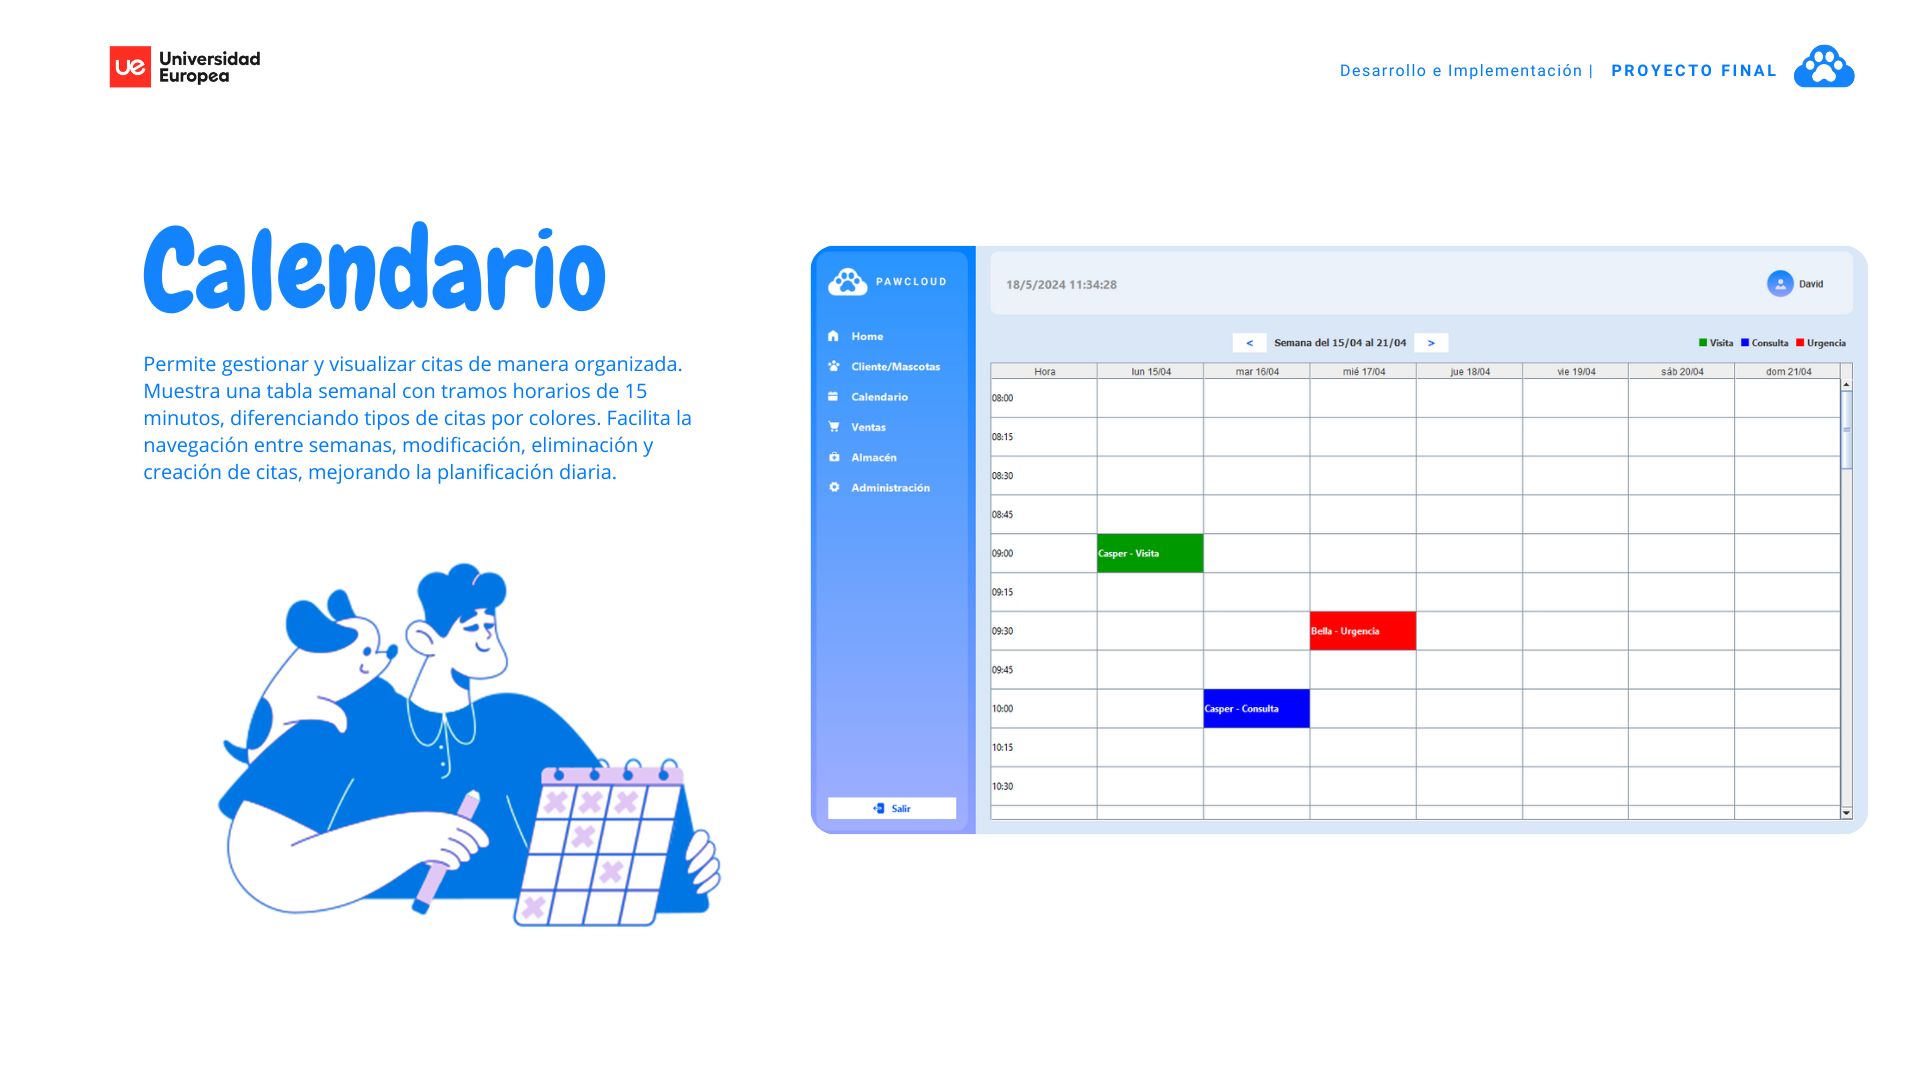 ue Universidad
Europea
Desarrollo e Implementación | PROYECTO FINAL
Calendario
Permite gestionar y visualizar citas de manera organizada.
Muestra una tabla semanal con tramos horarios de 15
minutos, diferenciando tipos de citas por colores. Facilita la
navegación entre semanas, modificación, eliminación y
creación de citas, mejorando la planificación diaria.
PAWCLOUD
Home
Cliente/Mascotas
Calendario
Ventas
Almacén
Administración
Salir
18/5/2024 11:34:28
David
< Semana del 15/04 al 21/04 >
Visita Consulta Urgencia
Hora lun 15/04 mar 16/04 mié 17/04 jue 18/04 vie 19/04 sáb 20/04 dom 21/04
08:00
08:15
08:30
08:45
09:00 Casper - Visita
09:15
09:30 Bella - Urgencia
09:45
10:00 Casper - Consulta
10:15
10:30